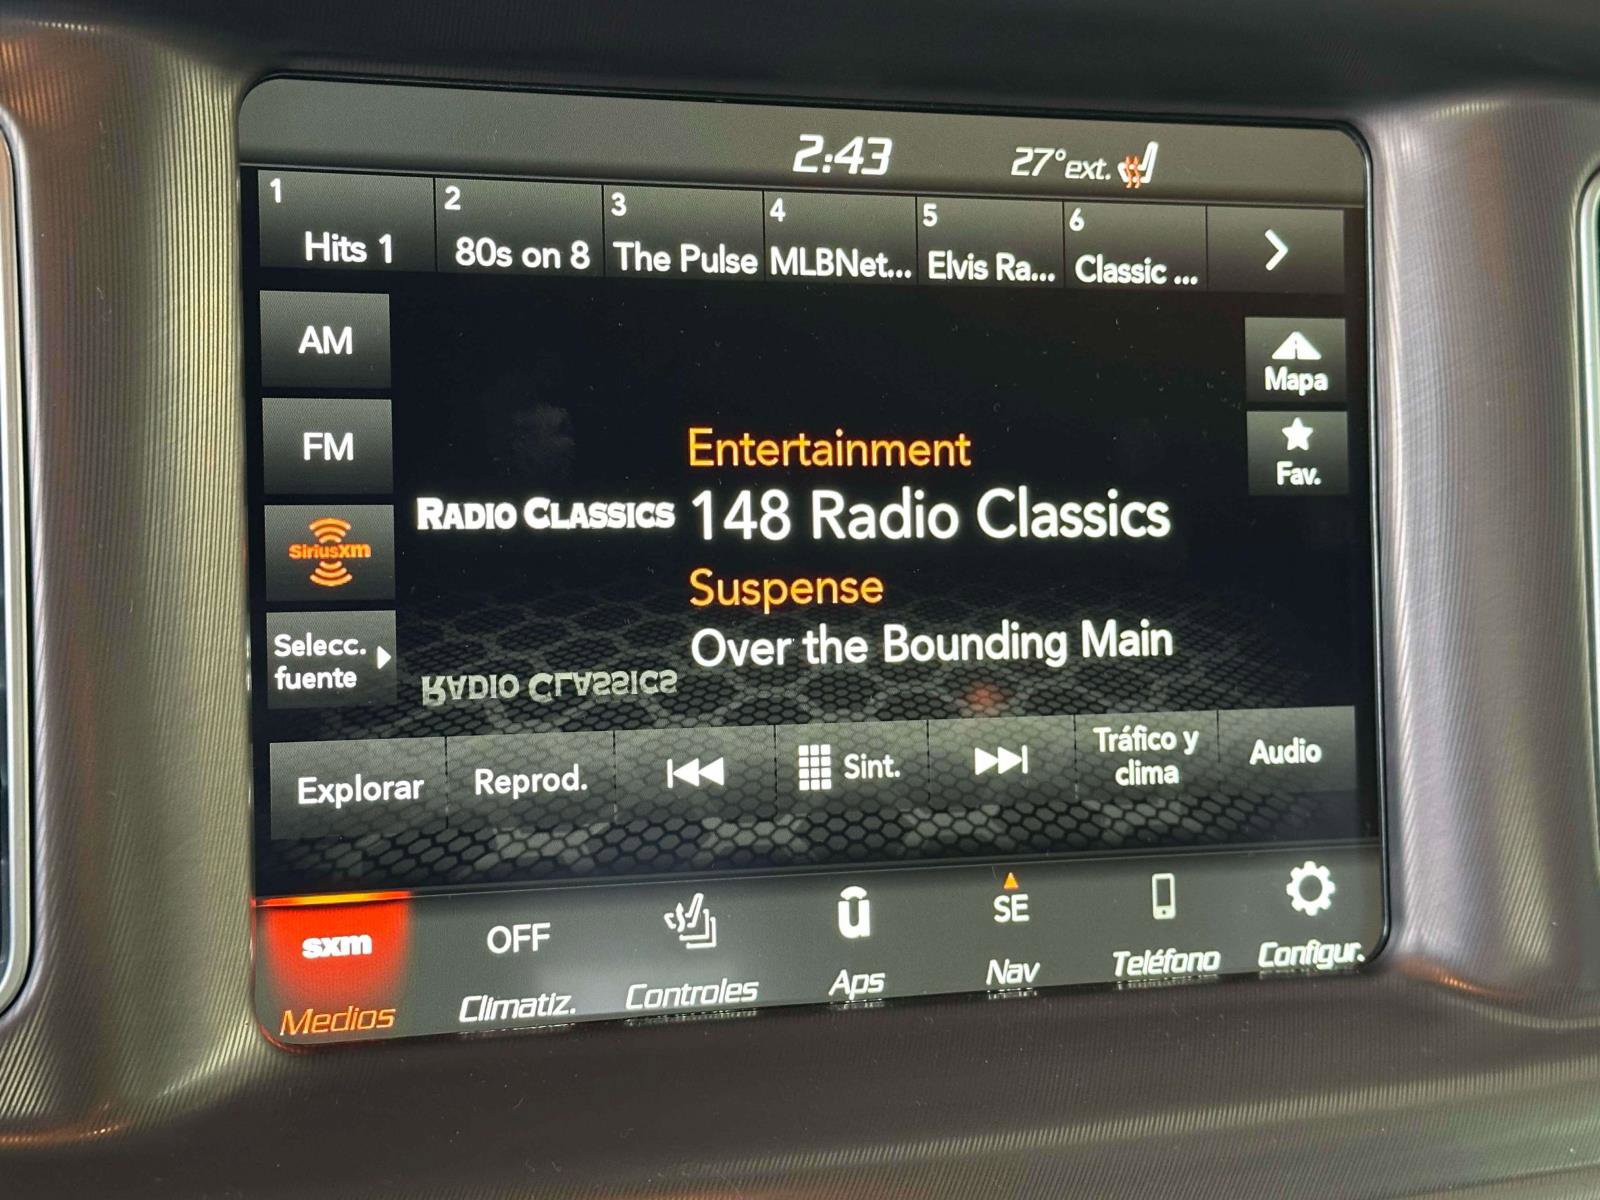 2:43
27°ext.
1
Hits 1
2
80s on 8
3
The Pulse
4
MLBNet...
5
Elvis Ra...
6
Classic ...
AM
FM
SiriusXM
Selecc.
fuente
Mapa
Fav.
RADIO CLASSICS
Entertainment
148 Radio Classics
Suspense
Over the Bounding Main
RADIO CLASSICS
Explorar
Reprod.
Sint.
Tráfico y
clima
Audio
sxm
Medios
OFF
Climatiz.
Controles
û
Aps
SE
Nav
Teléfono
Configur.